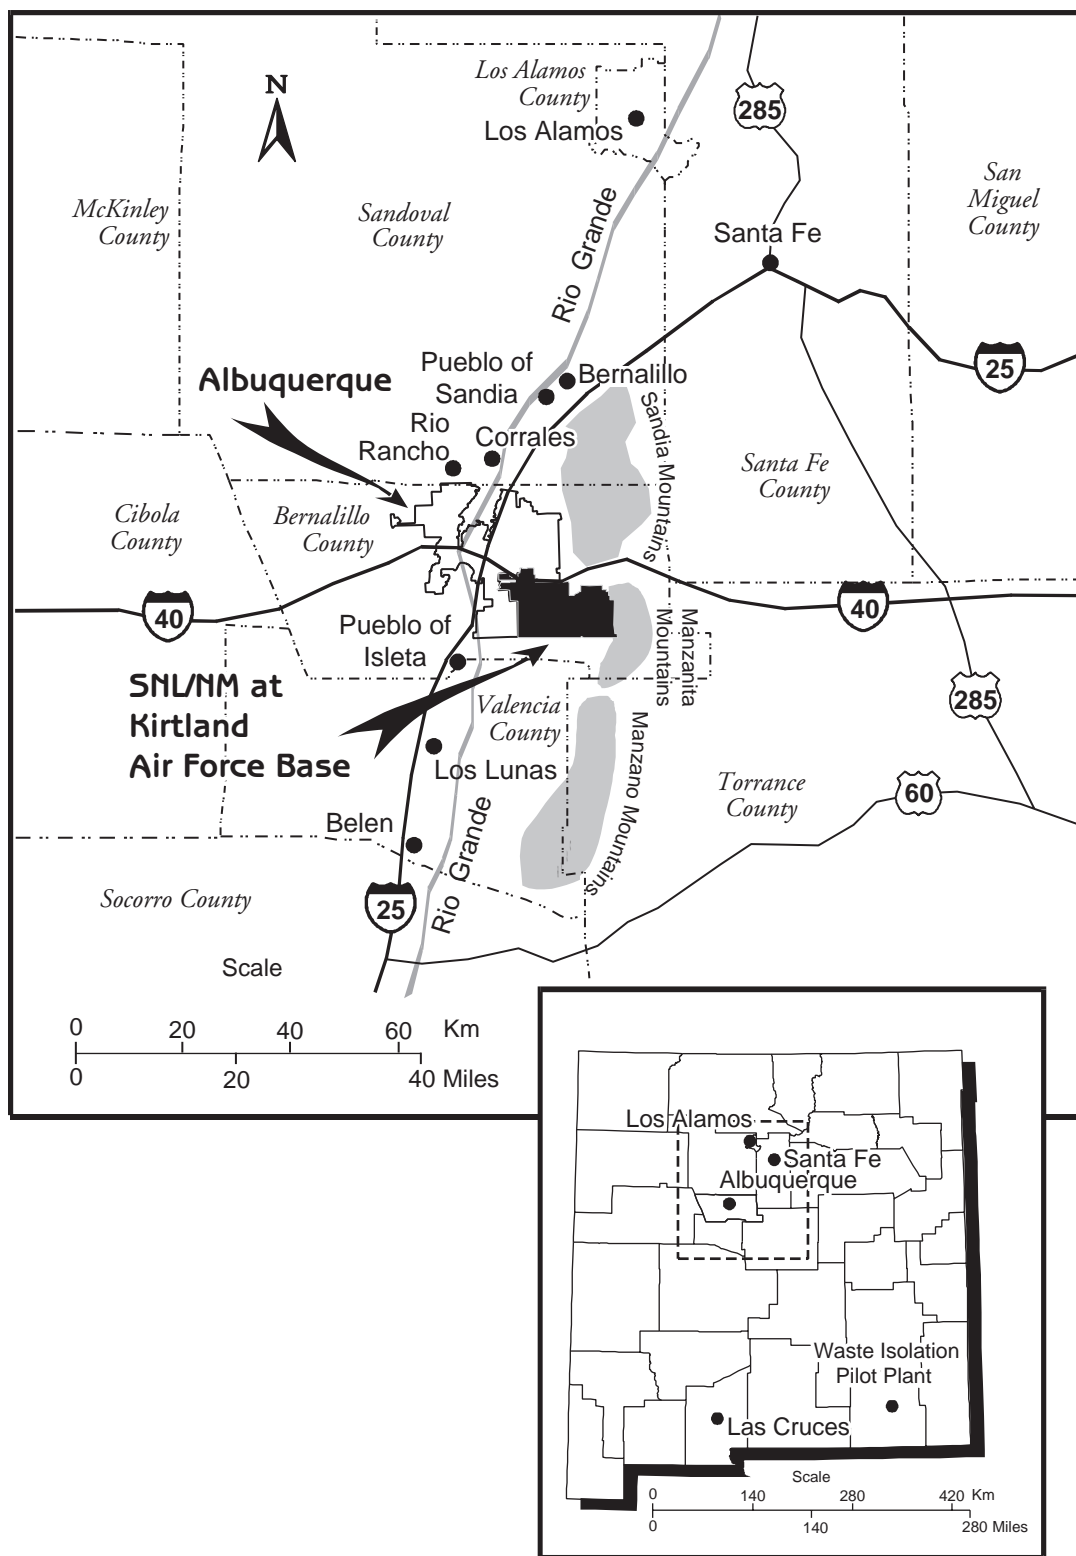 N
Los Alamos
County
Los Alamos
285
San
Miguel
County
McKinley
County
Sandoval
County
Rio Grande
Santa Fe
25
Pueblo of
Sandia
Bernalillo
Albuquerque
Rio
Rancho
Corrales
Sandia Mountains
Santa Fe
County
Cibola
County
Bernalillo
County
40
40
Pueblo of
Isleta
Manzanita
Mountains
SNL/NM at
Kirtland
Air Force Base
Valencia
County
285
Los Lunas
Manzano Mountains
Torrance
County
60
Belen
Rio Grande
Socorro County
25
Scale
0 20 40 60 Km
0 20 40 Miles
Los Alamos
Santa Fe
Albuquerque
Waste Isolation
Pilot Plant
Las Cruces
Scale
0 140 280 420 Km
0 140 280 Miles